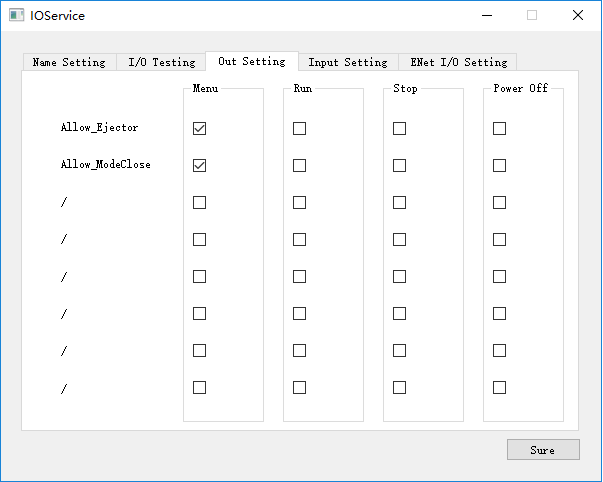 IOService
Name Setting I/O Testing Out Setting Input Setting ENet I/O Setting
Menu Run Stop Power Off
Allow_Ejector
Allow_ModeClose
/
/
/
/
/
/
Sure